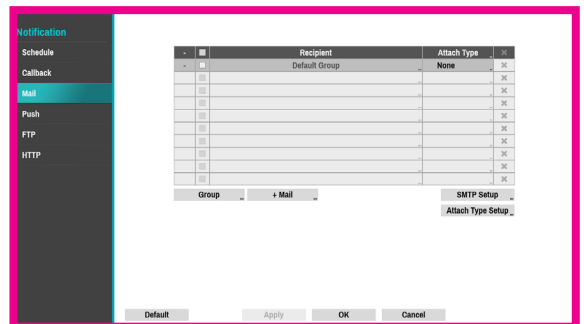 Notification
Schedule
Callback
Mail
Push
FTP
HTTP
- Recipient Attach Type
- Default Group None
Group + Mail SMTP Setup
Attach Type Setup
Default Apply OK Cancel